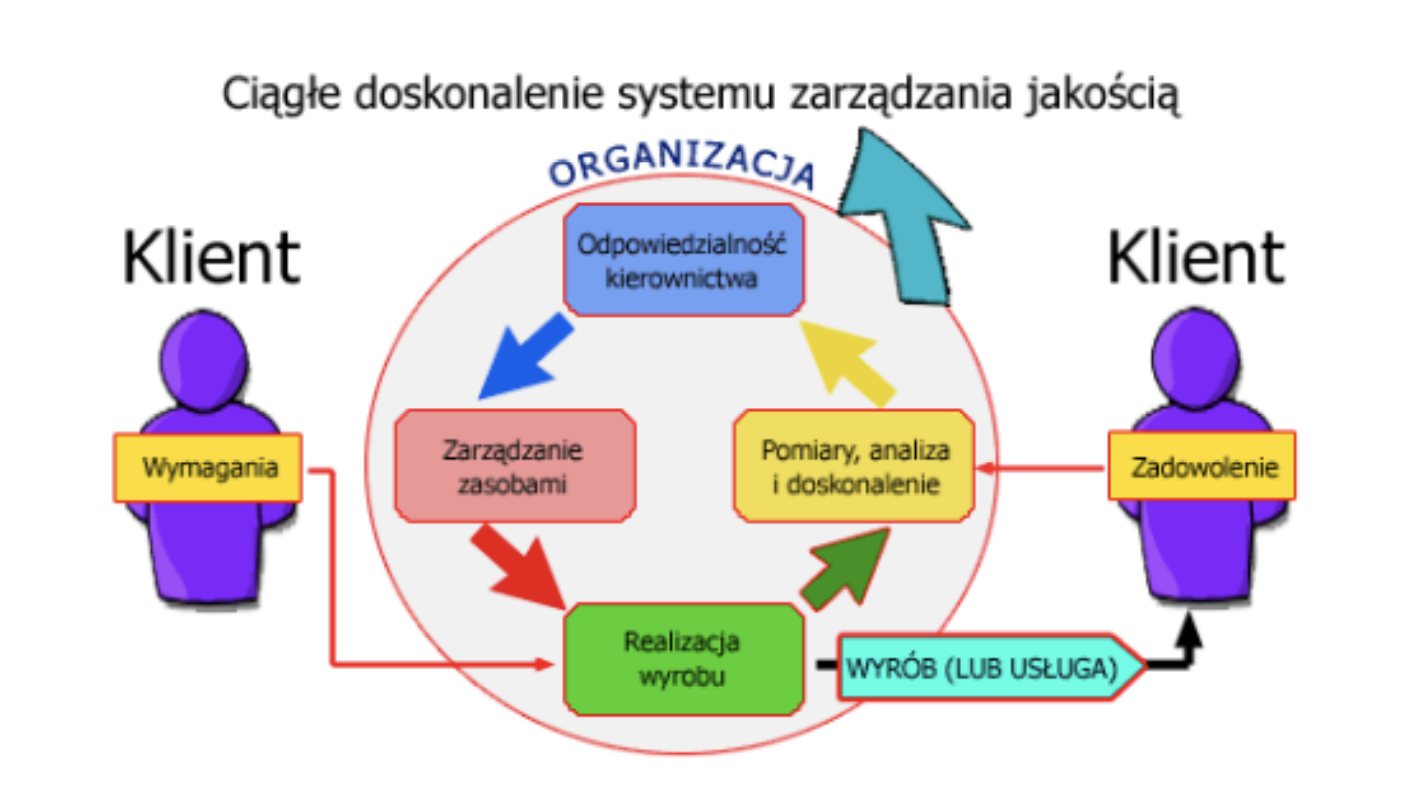 Ciągłe doskonalenie systemu zarządzania jakością
ORGANIZACJA
Klient
Klient
Odpowiedzialność
kierownictwa
Wymagania
Zarządzanie
zasobami
Pomiary, analiza
i doskonalenie
Zadowolenie
Realizacja
wyrobu
WYRÓB (LUB USŁUGA)